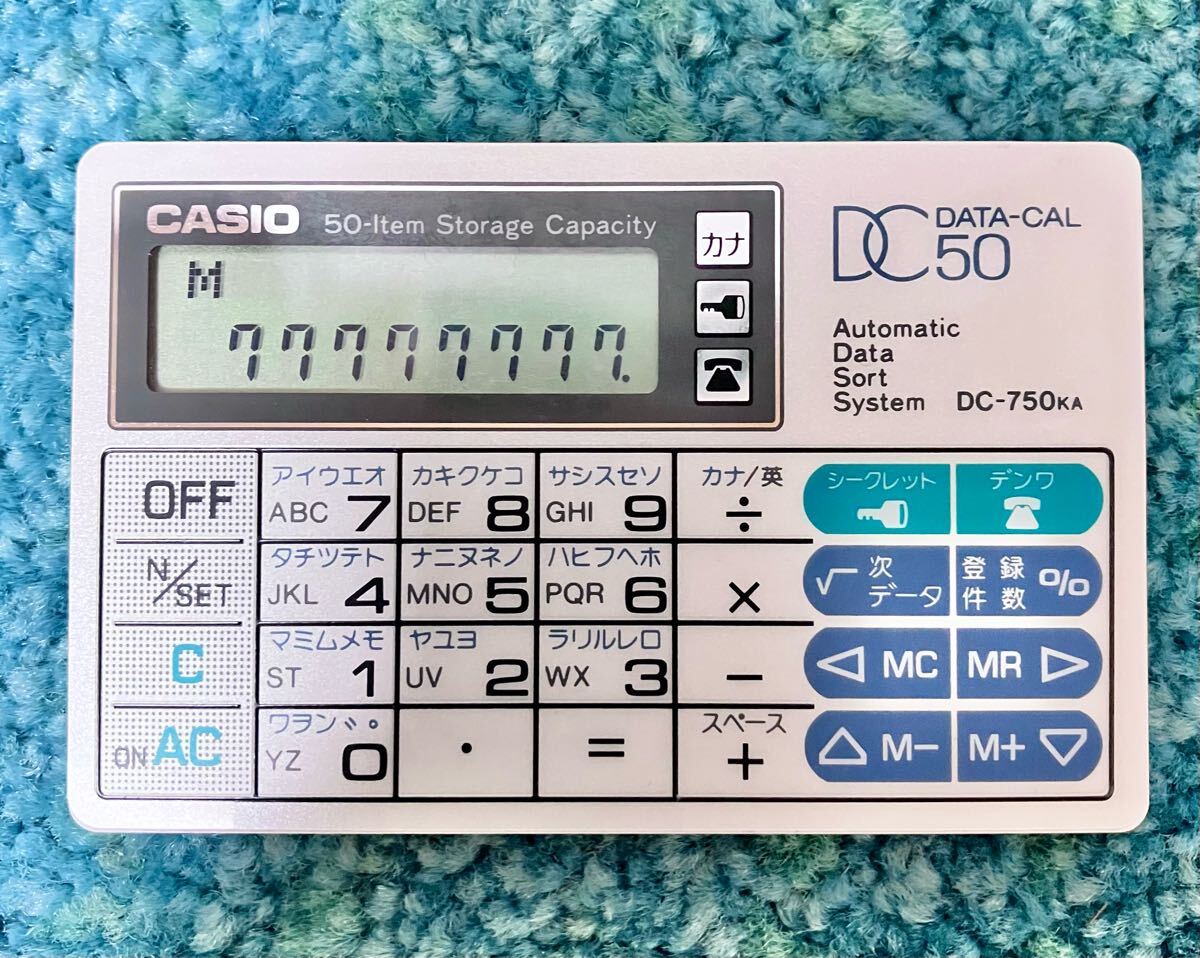 CASIO 50-Item Storage Capacity
M
77777777.
カナ
DC DATA-CAL
50
Automatic
Data
Sort
System DC-750KA
OFF
アイウエオ
ABC 7
カキクケコ
DEF 8
サシスセソ
GHI 9
カナ/英
÷
シークレット
デンワ
N/SET
タチツテト
JKL 4
ナニヌネノ
MNO 5
ハヒフヘホ
PQR 6
×
√ 次
データ
登録
件数 %
C
マミムメモ
ST 1
ヤユヨ
UV 2
ラリルレロ
WX 3
−
◁ MC
MR ▷
ON AC
ワヲン゛゜
YZ 0
・
=
スペース
+
△ M−
M+ ▽